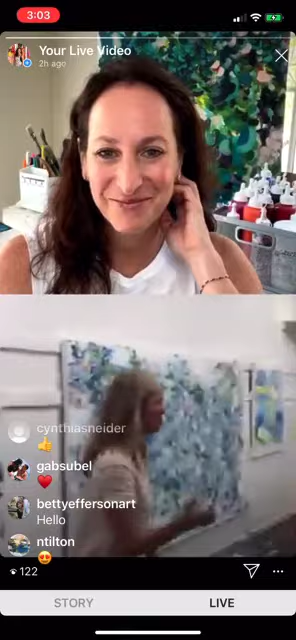 3:03
Your Live Video
2h ago
cynthiasneider
👍
gabsubel
❤️
bettyeffersonart
Hello
ntilton
😍
122
STORY LIVE